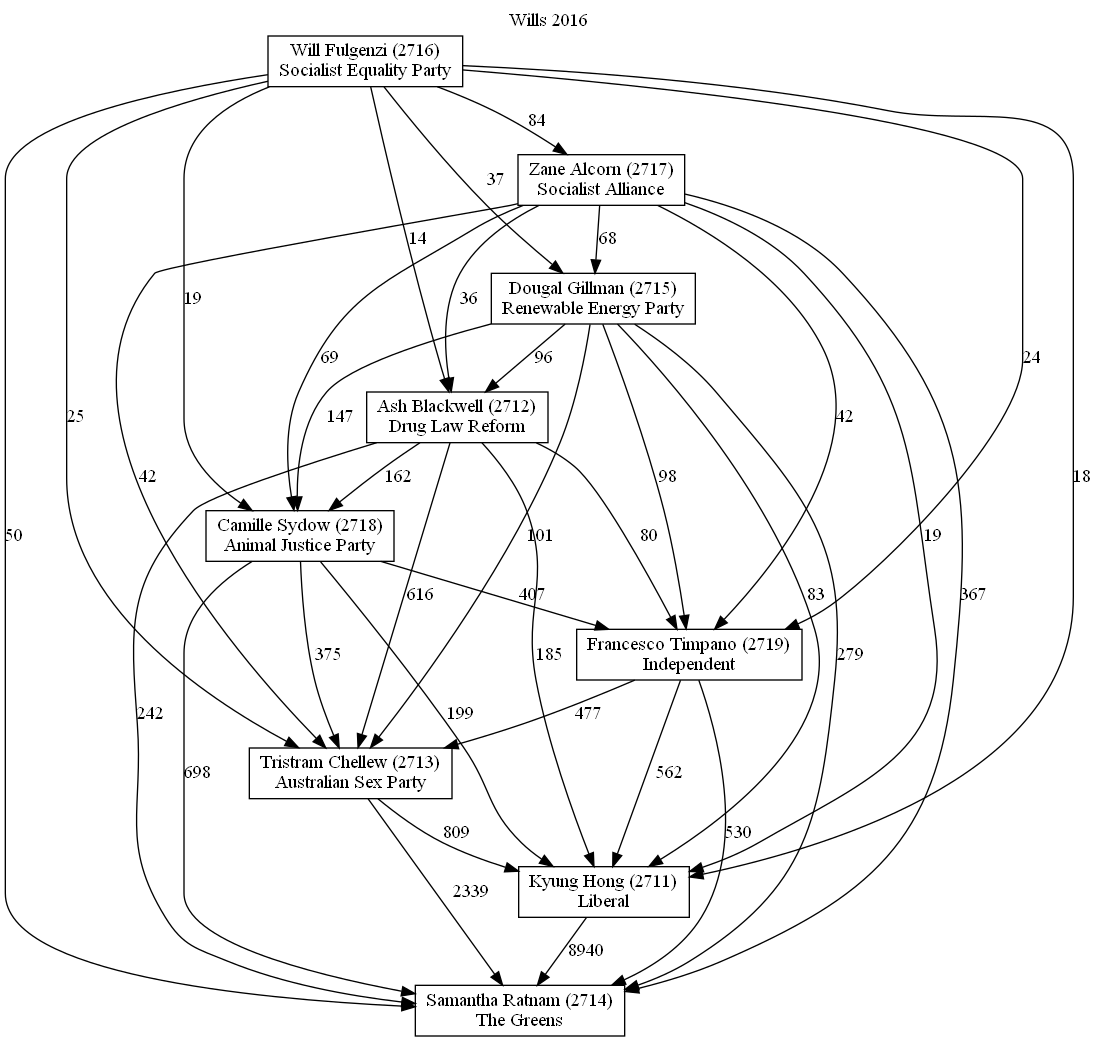 Wills 2016
Will Fulgenzi (2716)
Socialist Equality Party
84
Zane Alcorn (2717)
Socialist Alliance
37
14
68
Dougal Gillman (2715)
Renewable Energy Party
19
36
69
96
24
Ash Blackwell (2712)
Drug Law Reform
25
147
42
42
162
98
18
Camille Sydow (2718)
Animal Justice Party
50
101
80
19
616
407
83
367
Francesco Timpano (2719)
Independent
375
185
279
242
199
477
Tristram Chellew (2713)
Australian Sex Party
698
562
809
530
Kyung Hong (2711)
Liberal
2339
8940
Samantha Ratnam (2714)
The Greens